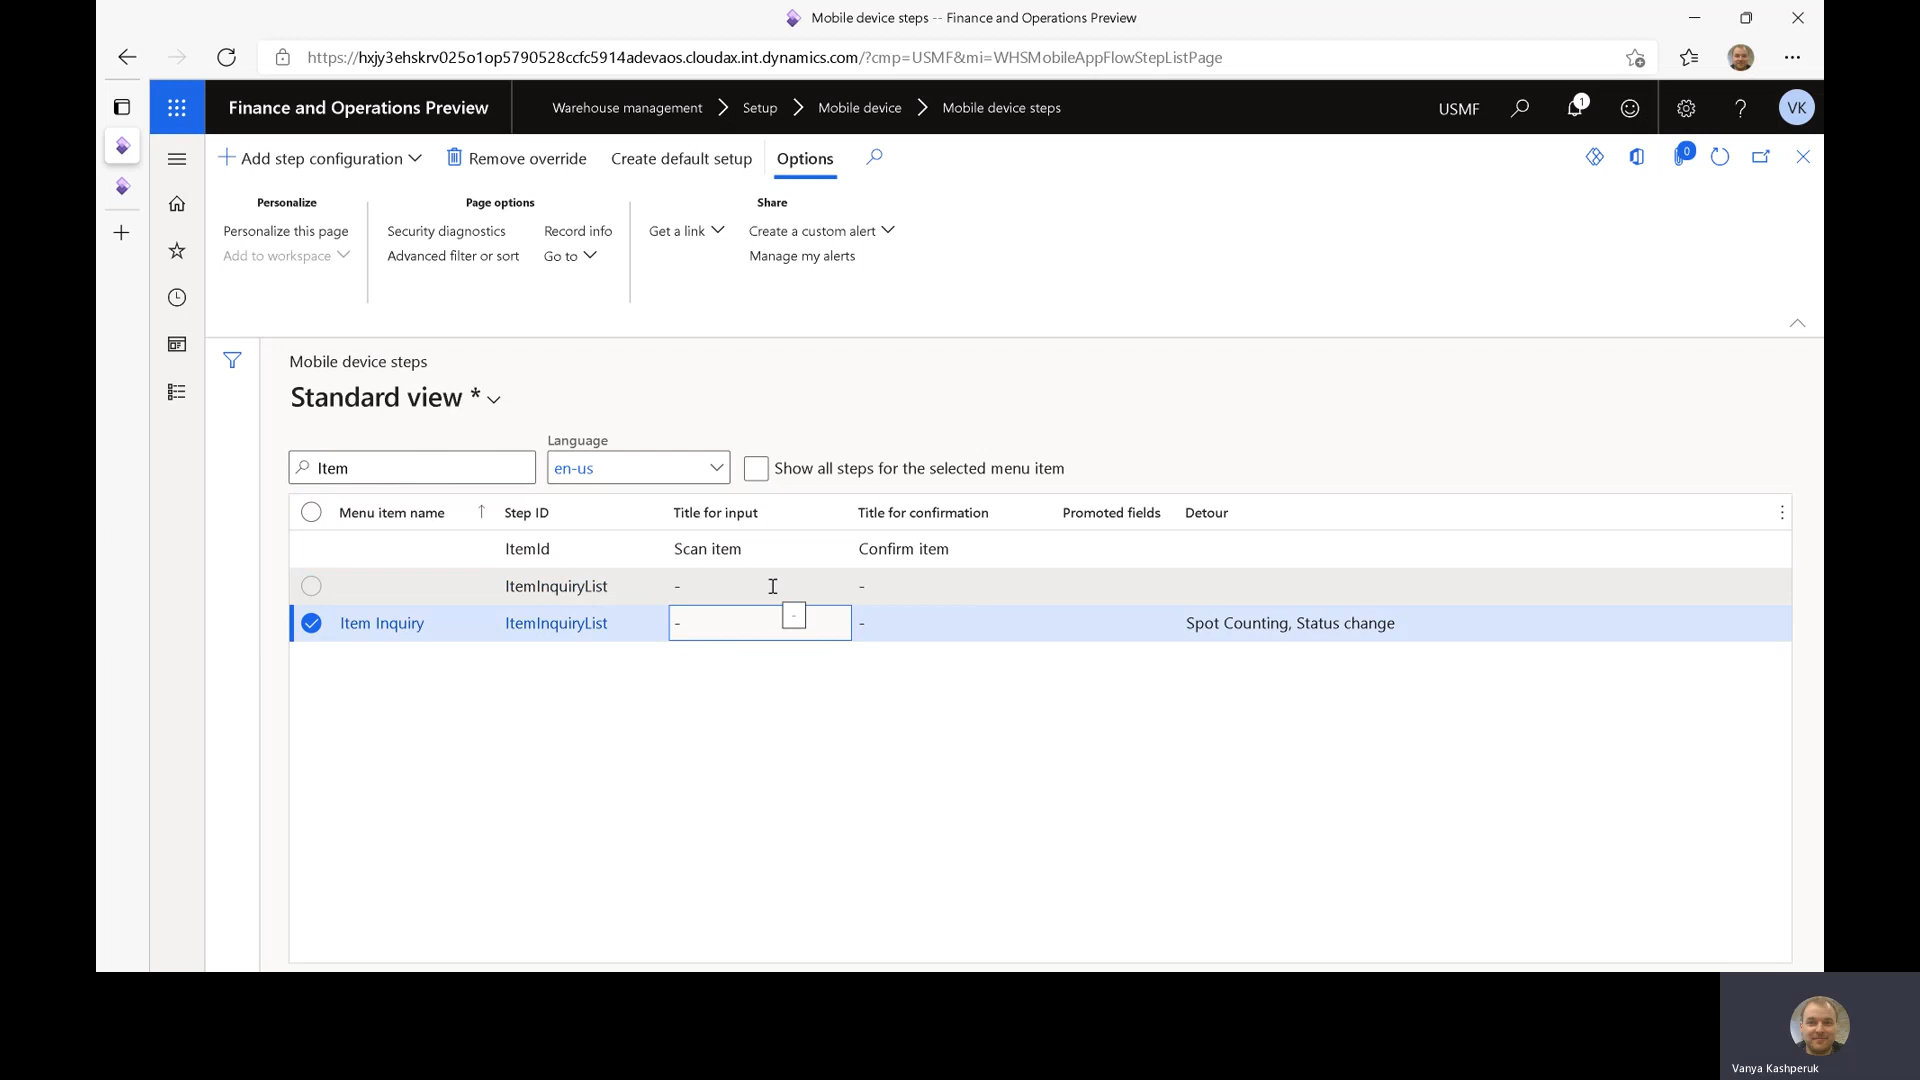 Mobile device steps -- Finance and Operations Preview
https://hxjy3ehskrv025o1op5790528ccfc5914adevaos.cloudax.int.dynamics.com/?cmp=USMF&mi=WHSMobileAppFlowStepListPage
Finance and Operations Preview
Warehouse management
Setup
Mobile device
Mobile device steps
USMF
1
VK
Add step configuration
Remove override
Create default setup
Options
0
Personalize
Page options
Share
Personalize this page
Security diagnostics
Record info
Get a link
Create a custom alert
Add to workspace
Advanced filter or sort
Go to
Manage my alerts
Mobile device steps
Standard view *
Language
Item
en-us
Show all steps for the selected menu item
Menu item name
Step ID
Title for input
Title for confirmation
Promoted fields
Detour
ItemId
Scan item
Confirm item
ItemInquiryList
-
-
-
Item Inquiry
ItemInquiryList
-
-
Spot Counting, Status change
Vanya Kashperuk